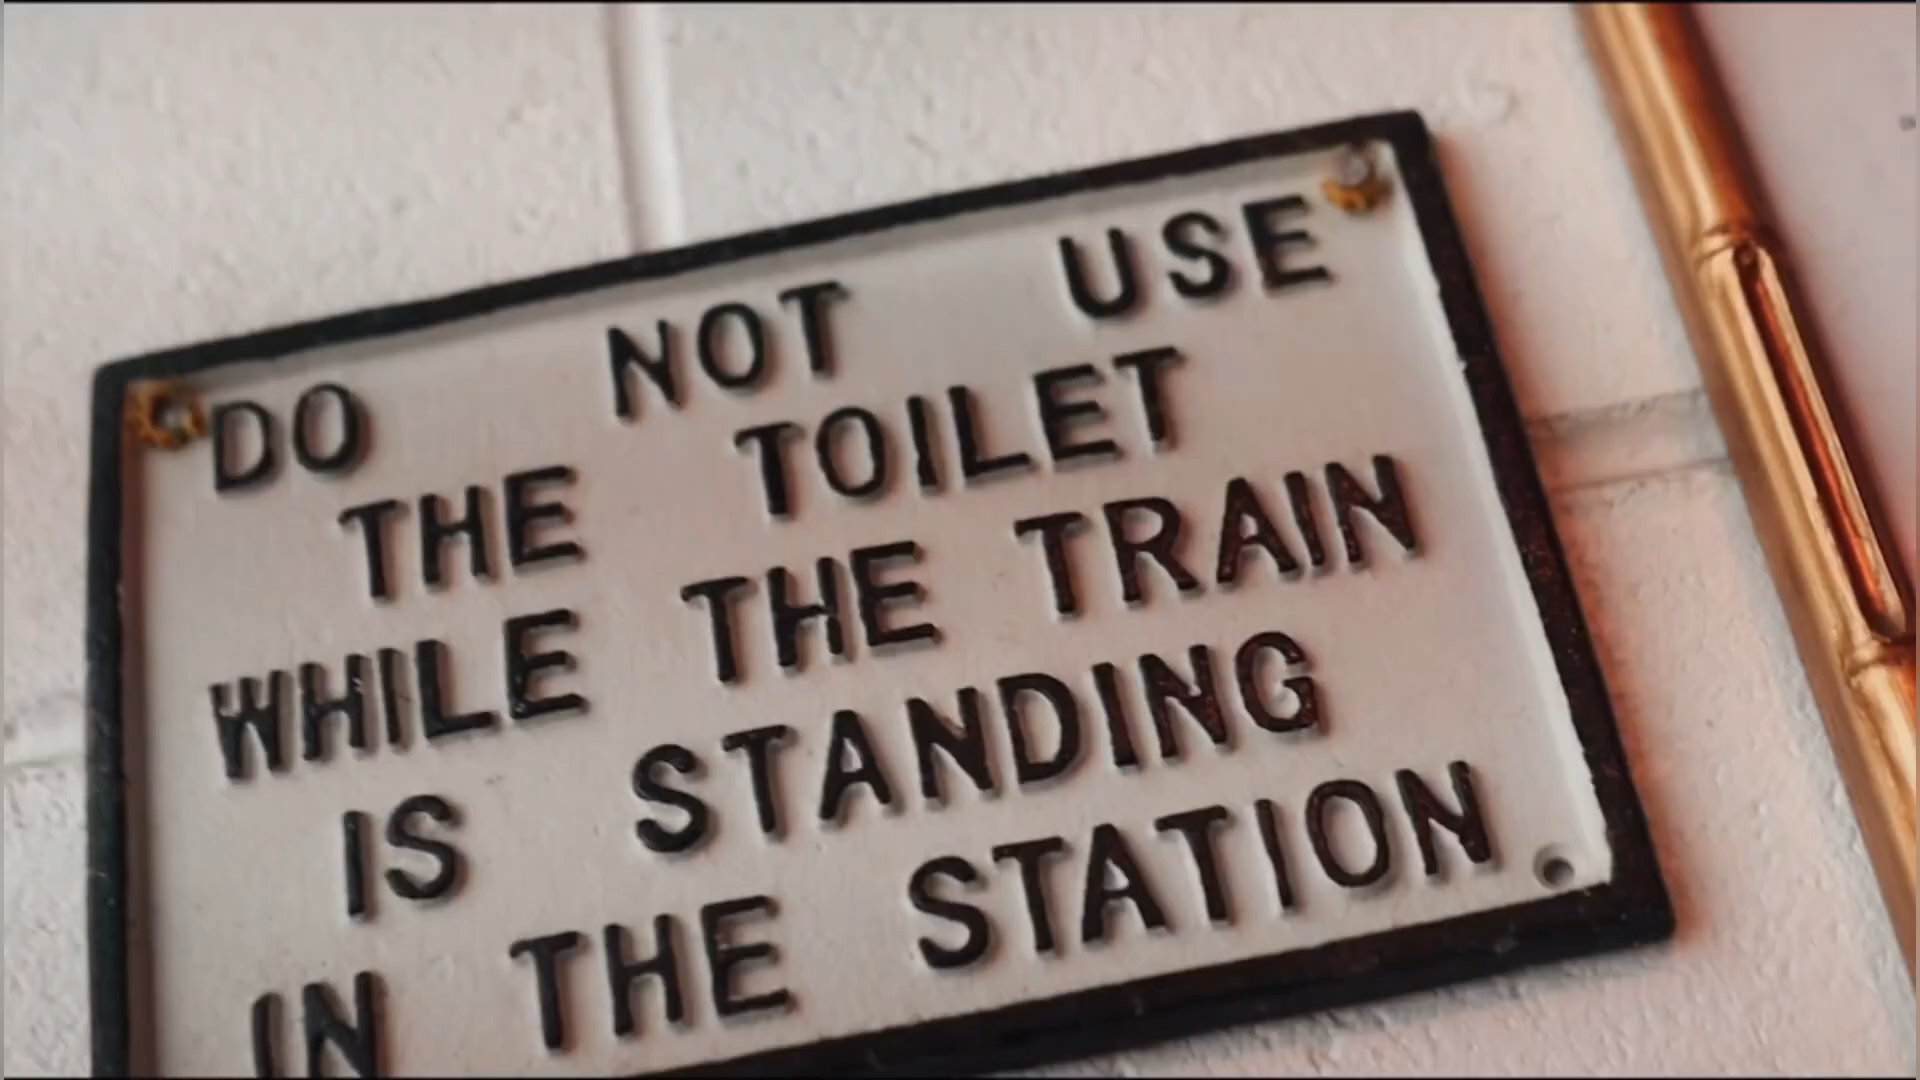 DO NOT USE
THE TOILET
WHILE THE TRAIN
IS STANDING
IN THE STATION